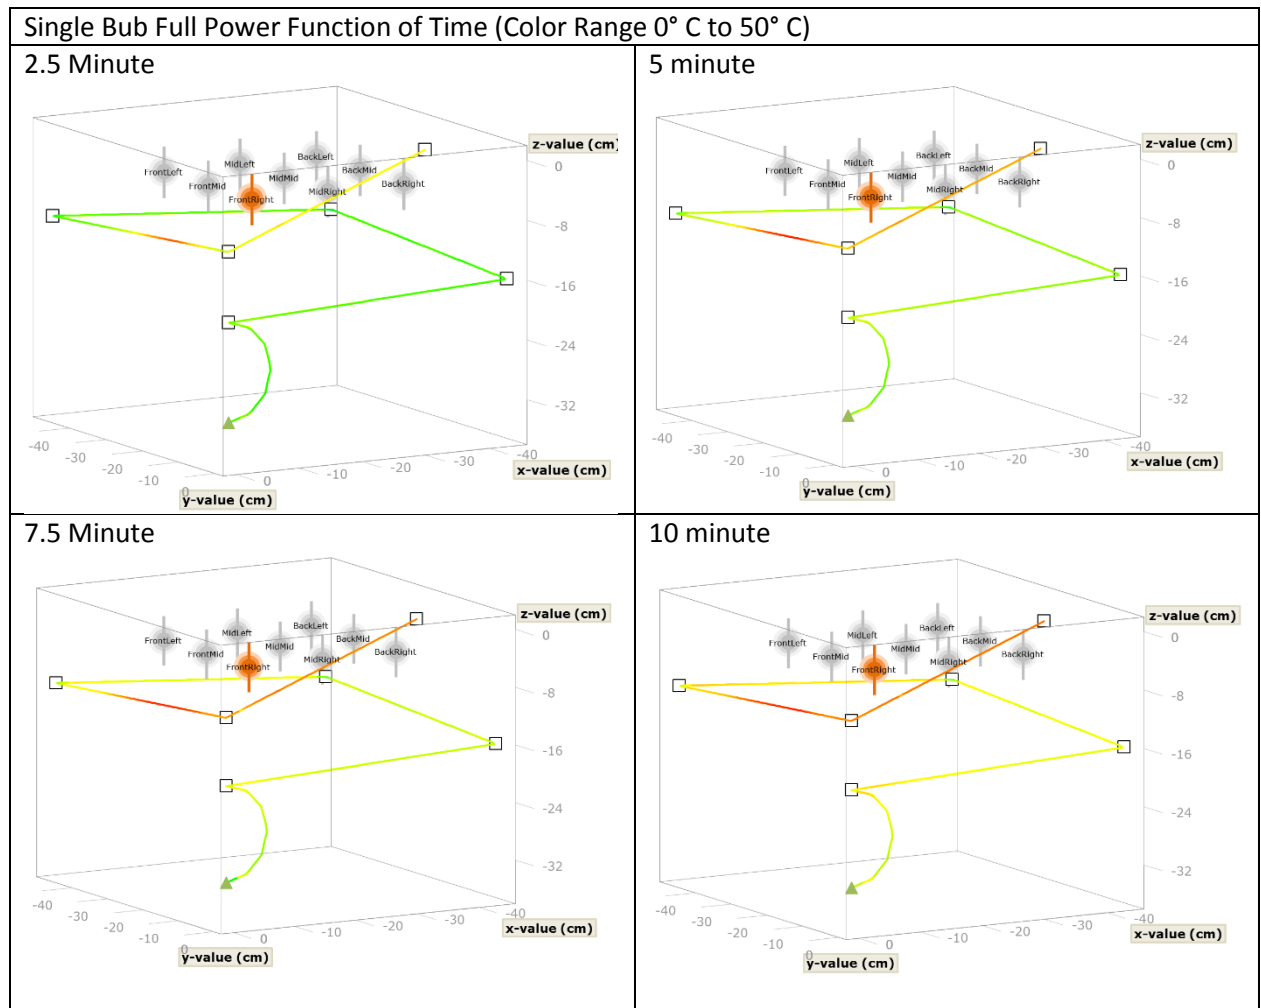 Single Bub Full Power Function of Time (Color Range 0° C to 50° C)
2.5 Minute
z-value (cm)
0
-8
-16
-24
-32
BackLeft
MidLeft
FrontLeft
MidMid
BackMid
FrontMid
BackRight
MidRight
FrontRight
-40
-30
-20
-10
0
y-value (cm)
0
-10
-20
-30
-40
x-value (cm)
5 minute
z-value (cm)
0
-8
-16
-24
-32
BackLeft
MidLeft
FrontLeft
MidMid
BackMid
FrontMid
BackRight
MidRight
FrontRight
-40
-30
-20
-10
0
y-value (cm)
0
-10
-20
-30
-40
x-value (cm)
7.5 Minute
z-value (cm)
0
-8
-16
-24
-32
BackLeft
MidLeft
FrontLeft
MidMid
BackMid
FrontMid
BackRight
MidRight
FrontRight
-40
-30
-20
-10
0
y-value (cm)
0
-10
-20
-30
-40
x-value (cm)
10 minute
z-value (cm)
0
-8
-16
-24
-32
BackLeft
MidLeft
FrontLeft
MidMid
BackMid
FrontMid
BackRight
MidRight
FrontRight
-40
-30
-20
-10
0
y-value (cm)
0
-10
-20
-30
-40
x-value (cm)